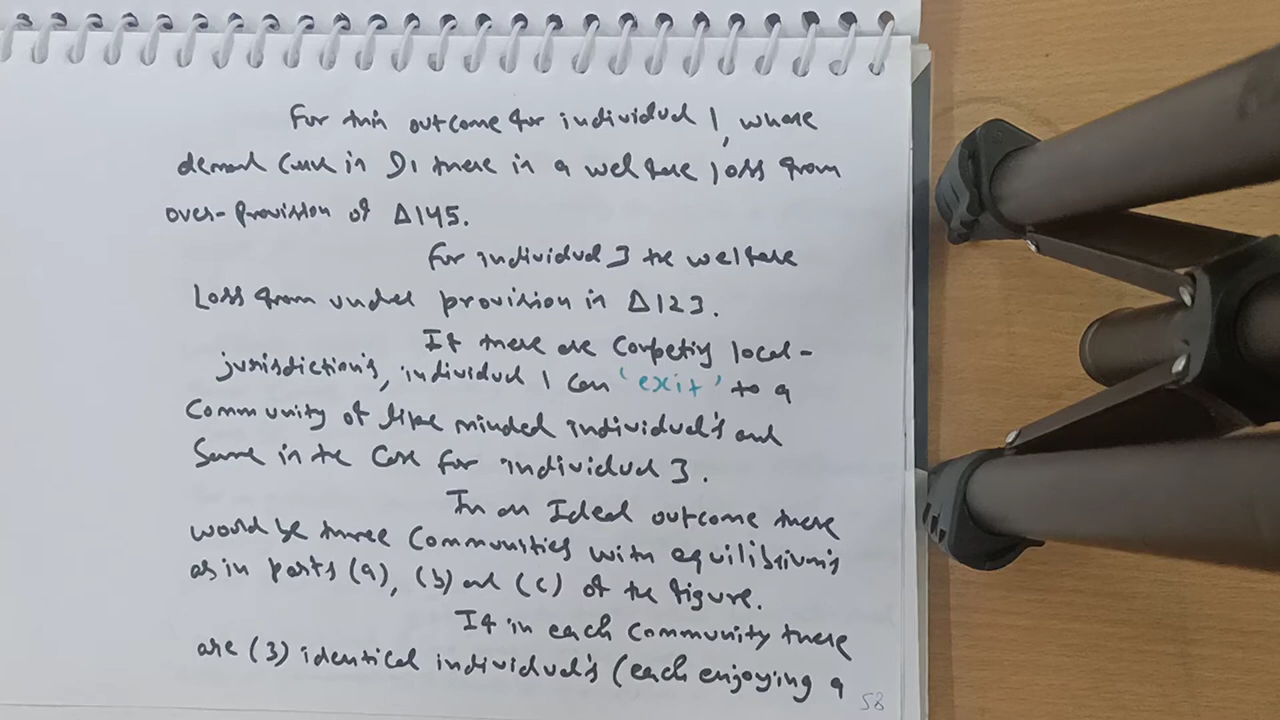 For this outcome for individual 1, whose
demand curve is D1 there is a welfare loss from
over-provision of Δ145.
For individual 3 the welfare
Loss from under provision is Δ123.
If there are competing local-
jurisdiction's, individual 1 can 'exit' to a
Community of like minded individual's and
Same is the Case for individual 3.
In an Ideal outcome there
would be three Communities with equilibrium's
as in parts (a), (b) and (c) of the figure.
If in each Community there
are (3) identical individual's (each enjoying a
58